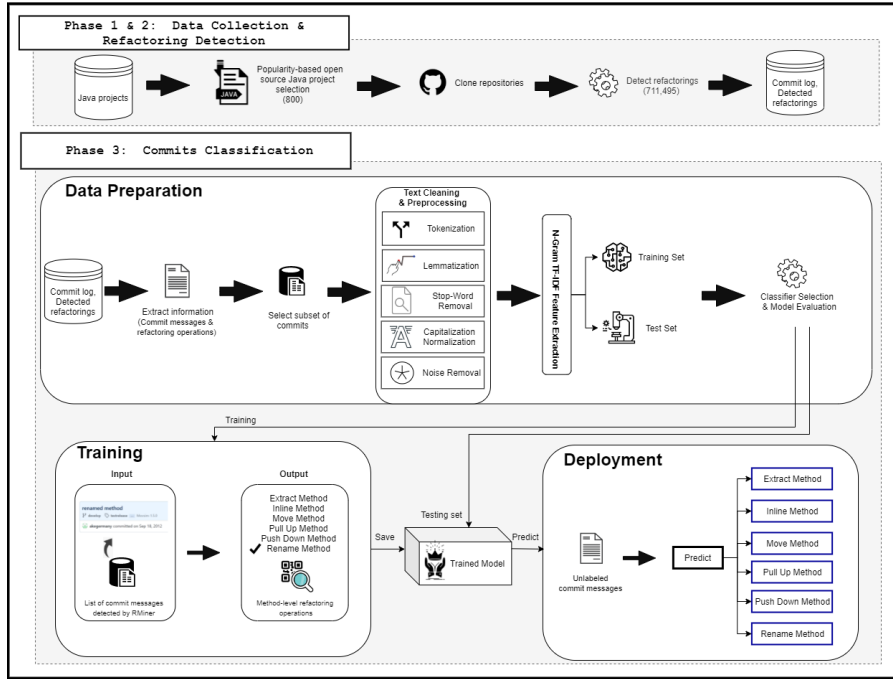 Phase 1 & 2: Data Collection &
Refactoring Detection
Java projects
JAVA
Popularity-based open
source Java project
selection
(800)
Clone repositories
Detect refactorings
(711,495)
Commit log,
Detected
refactorings
Phase 3: Commits Classification
Data Preparation
Commit log,
Detected
refactorings
Extract information
(Commit messages &
refactoring operations)
Select subset of
commits
Text Cleaning
& Preprocessing
Tokenization
Lemmatization
Stop-Word
Removal
Capitalization
Normalization
Noise Removal
N-Gram TF-IDF Feature Extraction
Training Set
Test Set
Classifier Selection
& Model Evaluation
Training
Training
Input
renamed method
committed on Sep 18, 2012
List of commit messages
detected by RMiner
Output
Extract Method
Inline Method
Move Method
Pull Up Method
Push Down Method
Rename Method
Method-level refactoring
operations
Save
Testing set
Trained Model
Predict
Deployment
Unlabeled
commit messages
Predict
Extract Method
Inline Method
Move Method
Pull Up Method
Push Down Method
Rename Method